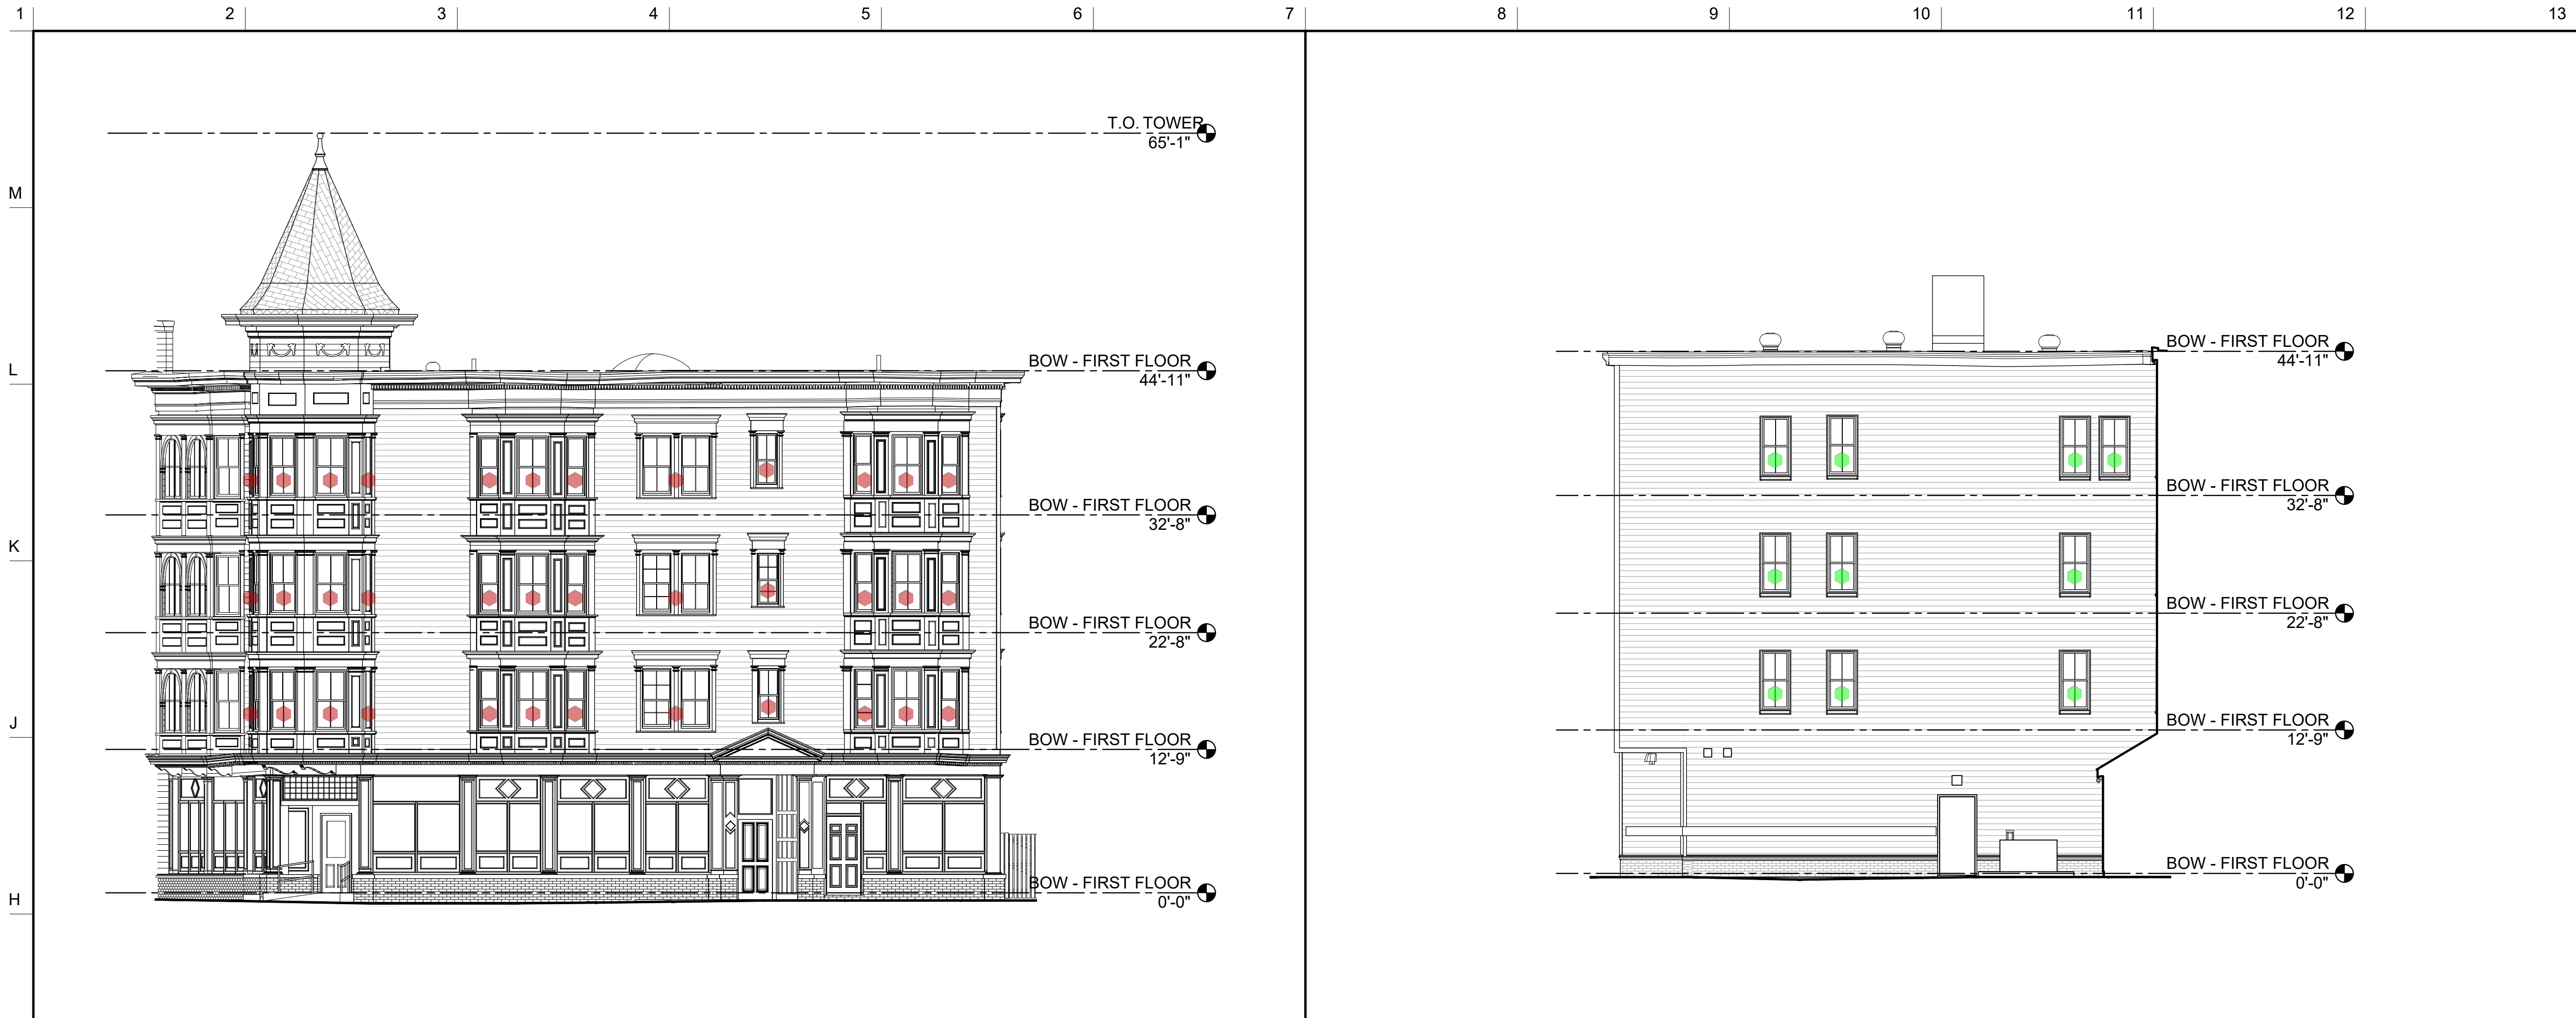 1 2 3 4 5 6 7 8 9 10 11 12 13
T.O. TOWER
65'-1"
M
L
BOW - FIRST FLOOR
44'-11"
BOW - FIRST FLOOR
32'-8"
K
BOW - FIRST FLOOR
22'-8"
J
BOW - FIRST FLOOR
12'-9"
H
BOW - FIRST FLOOR
0'-0"
BOW - FIRST FLOOR
44'-11"
BOW - FIRST FLOOR
32'-8"
BOW - FIRST FLOOR
22'-8"
BOW - FIRST FLOOR
12'-9"
BOW - FIRST FLOOR
0'-0"